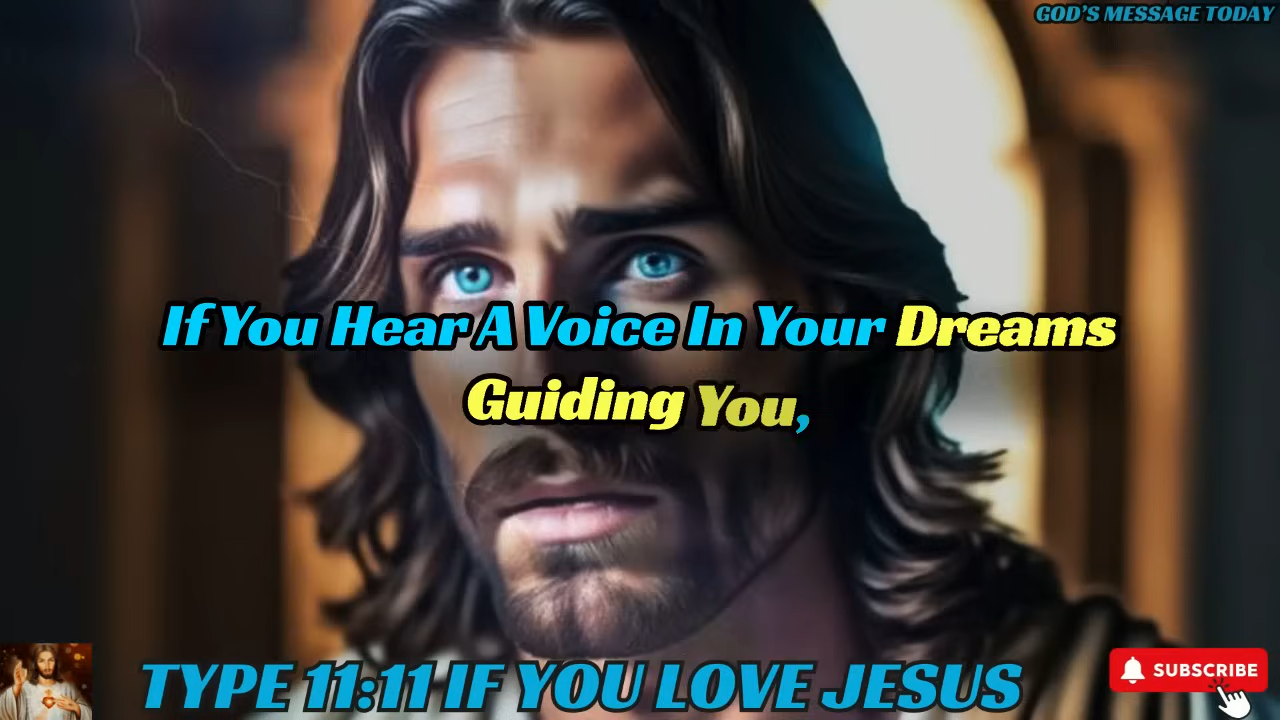 GOD'S MESSAGE TODAY
If You Hear A Voice In Your Dreams
Guiding You,
TYPE 11:11 IF YOU LOVE JESUS
SUBSCRIBE